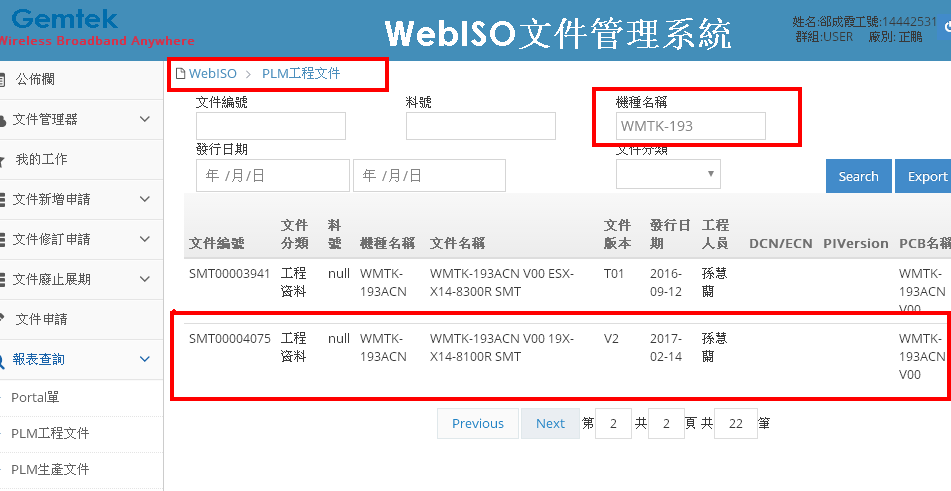 Gemtek
Wireless Broadband Anywhere
WebISO文件管理系統
姓名:邵成霞工號:14442531
群組:USER 廠別: 正鵬
公佈欄
文件管理器
我的工作
文件新增申請
文件修訂申請
文件廢止展期
文件申請
報表查詢
Portal單
PLM工程文件
PLM生產文件
WebISO > PLM工程文件
文件編號 料號 機種名稱
WMTK-193
發行日期 文件分類
年 /月/日 年 /月/日
Search Export
文件編號 文件分類 料號 機種名稱 文件名稱 文件版本 發行日期 工程人員 DCN/ECN PIVersion PCB名稱
SMT00003941 工程資料 null WMTK-193ACN WMTK-193ACN V00 ESX-X14-8300R SMT T01 2016-09-12 孫慧蘭 WMTK-193ACN V00
SMT00004075 工程資料 null WMTK-193ACN WMTK-193ACN V00 19X-X14-8100R SMT V2 2017-02-14 孫慧蘭 WMTK-193ACN V00
Previous Next 第 2 共 2 頁 共 22 筆